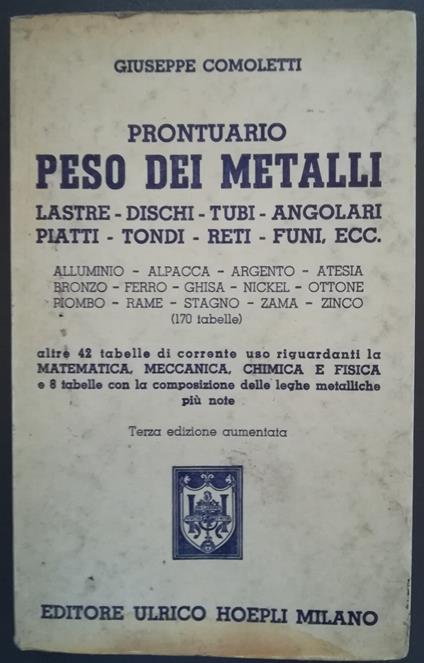 GIUSEPPE COMOLETTI
PRONTUARIO
PESO DEI METALLI
LASTRE - DISCHI - TUBI - ANGOLARI
PIATTI - TONDI - RETI - FUNI, ECC.
ALLUMINIO - ALPACCA - ARGENTO - ATESIA
BRONZO - FERRO - GHISA - NICKEL - OTTONE
PIOMBO - RAME - STAGNO - ZAMA - ZINCO
(170 tabelle)
altre 42 tabelle di corrente uso riguardanti la
MATEMATICA, MECCANICA, CHIMICA E FISICA
e 8 tabelle con la composizione delle leghe metalliche
più note
Terza edizione aumentata
EDITORE ULRICO HOEPLI MILANO